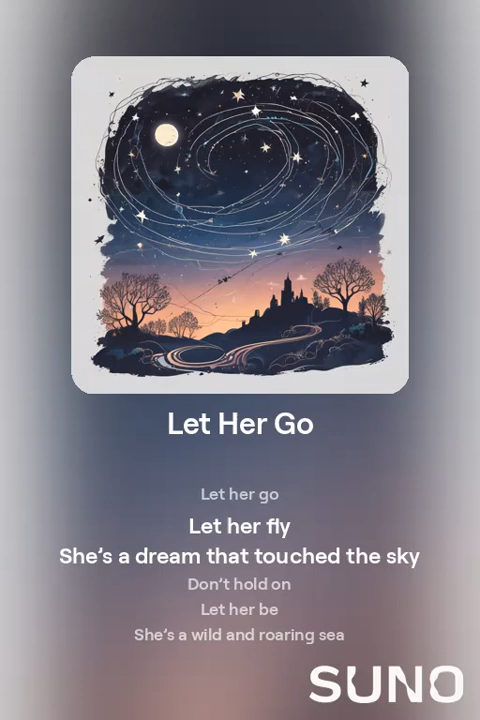 Let Her Go
Let her go
Let her fly
She's a dream that touched the sky
Don't hold on
Let her be
She's a wild and roaring sea
SUNO